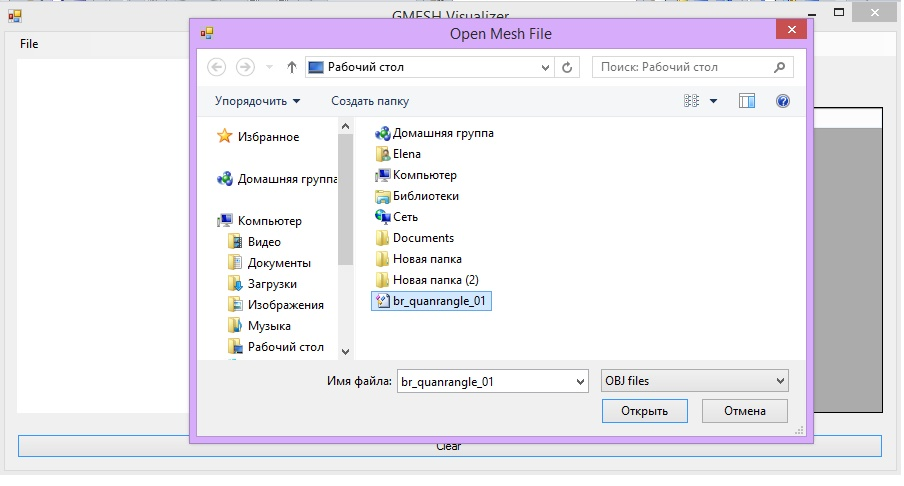 GMESH Visualizer
File
Open Mesh File
Рабочий стол
Поиск: Рабочий стол
Упорядочить
Создать папку
Избранное
Домашняя группа
Компьютер
Видео
Документы
Загрузки
Изображения
Музыка
Рабочий стол
Домашняя группа
Elena
Компьютер
Библиотеки
Сеть
Documents
Новая папка
Новая папка (2)
br_quanrangle_01
Имя файла:
br_quanrangle_01
OBJ files
Открыть
Отмена
Clear